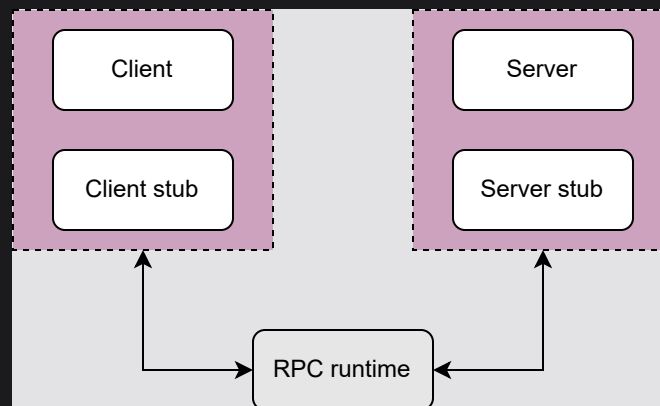 Client
Server
Client stub
Server stub
RPC runtime